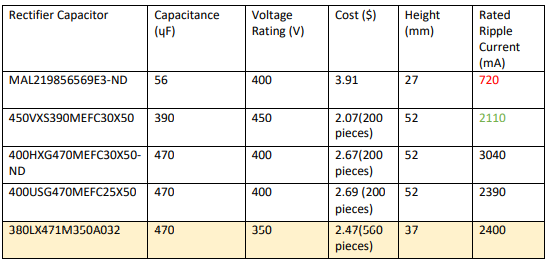 Rectifier Capacitor Capacitance (ųF) Voltage Rating (V) Cost ($) Height (mm) Rated Ripple Current (mA)
MAL219856569E3-ND 56 400 3.91 27 720
450VXS390MEFC30X50 390 450 2.07(200 pieces) 52 2110
400HXG470MEFC30X50-ND 470 400 2.67(200 pieces) 52 3040
400USG470MEFC25X50 470 400 2.69 (200 pieces) 52 2390
380LX471M350A032 470 350 2.47(560 pieces) 37 2400